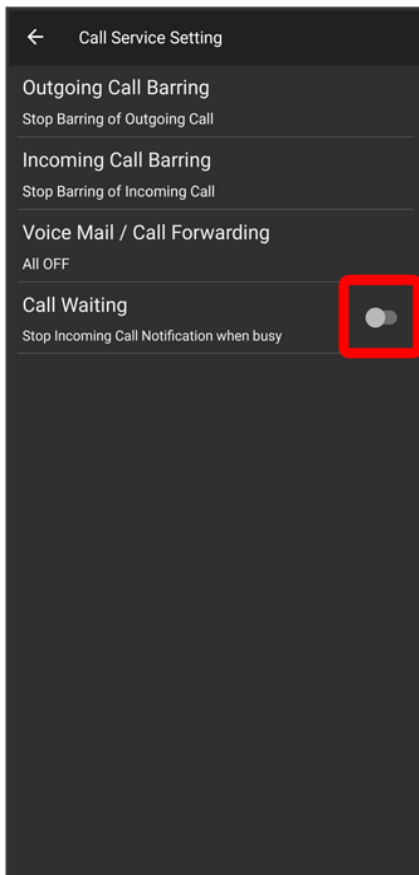 Call Service Setting
Outgoing Call Barring
Stop Barring of Outgoing Call
Incoming Call Barring
Stop Barring of Incoming Call
Voice Mail / Call Forwarding
All OFF
Call Waiting
Stop Incoming Call Notification when busy